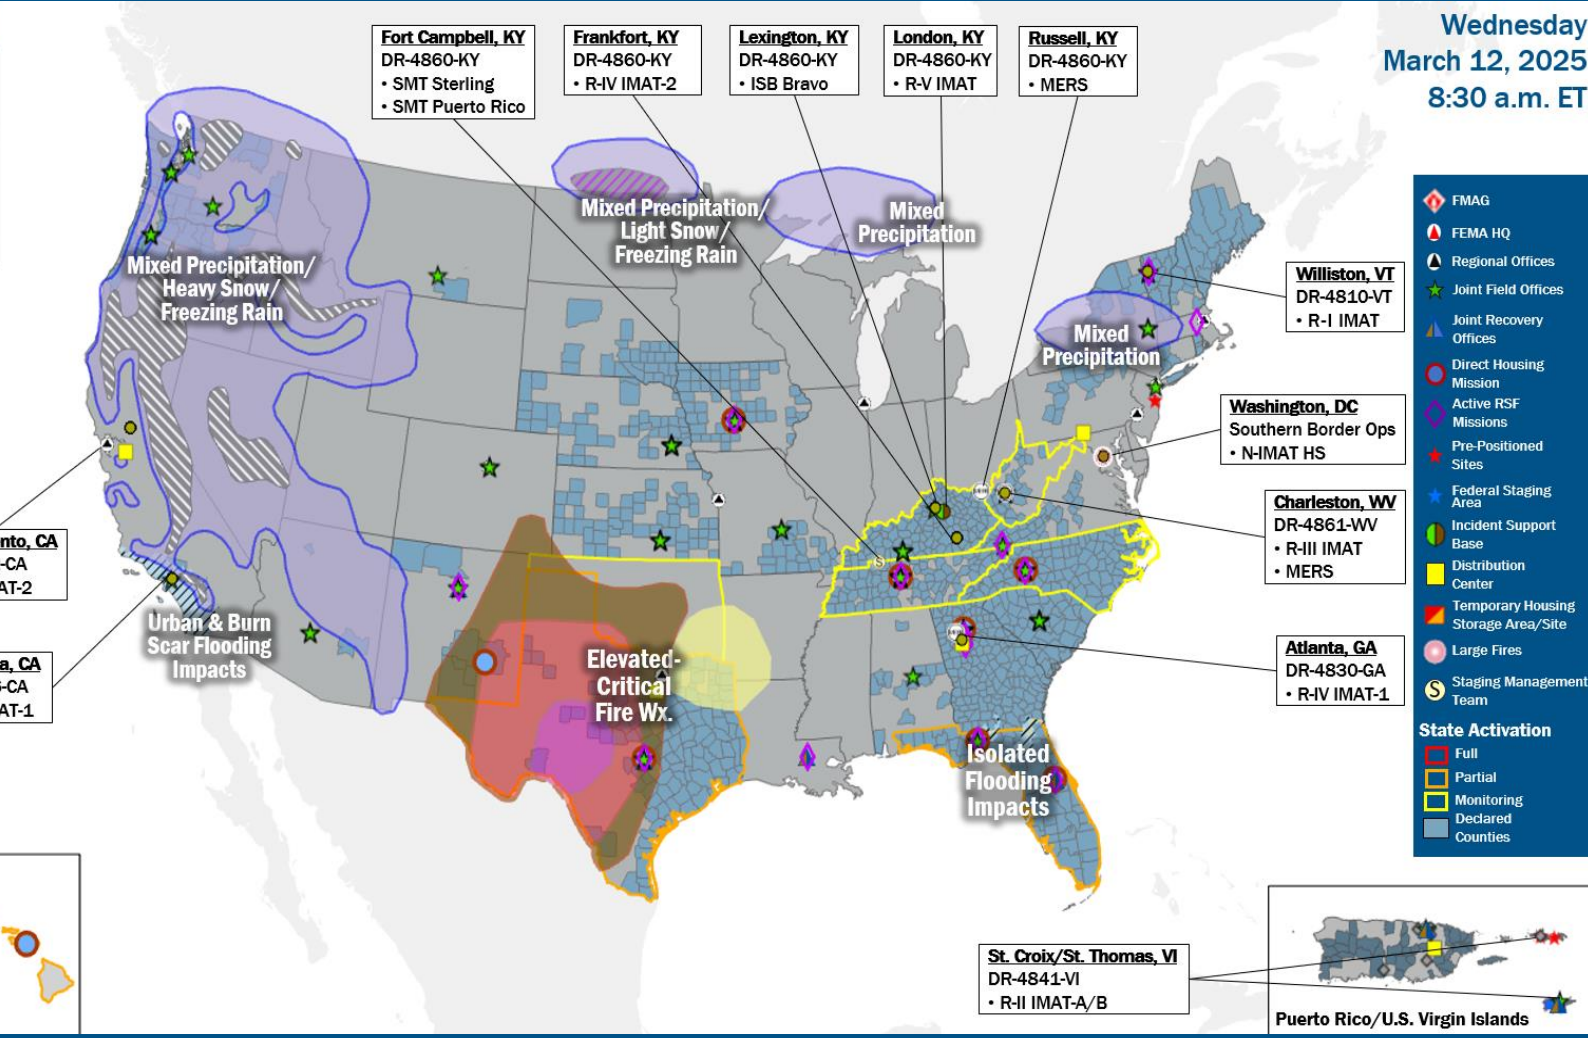 Wednesday
March 12, 2025
8:30 a.m. ET
Fort Campbell, KY
DR-4860-KY
• SMT Sterling
• SMT Puerto Rico
Frankfort, KY
DR-4860-KY
• R-IV IMAT-2
Lexington, KY
DR-4860-KY
• ISB Bravo
London, KY
DR-4860-KY
• R-V IMAT
Russell, KY
DR-4860-KY
• MERS
Mixed Precipitation/
Heavy Snow/
Freezing Rain
Mixed Precipitation/
Light Snow/
Freezing Rain
Mixed
Precipitation
Mixed
Precipitation
Williston, VT
DR-4810-VT
• R-I IMAT
Washington, DC
Southern Border Ops
• N-IMAT HS
Charleston, WV
DR-4861-WV
• R-III IMAT
• MERS
Atlanta, GA
DR-4830-GA
• R-IV IMAT-1
nto, CA
-CA
AT-2
a, CA
-CA
AT-1
Urban & Burn
Scar Flooding
Impacts
Elevated-
Critical
Fire Wx.
Isolated
Flooding
Impacts
S
St. Croix/St. Thomas, VI
DR-4841-VI
• R-II IMAT-A/B
Puerto Rico/U.S. Virgin Islands
FMAG
FEMA HQ
Regional Offices
Joint Field Offices
Joint Recovery
Offices
Direct Housing
Mission
Active RSF
Missions
Pre-Positioned
Sites
Federal Staging
Area
Incident Support
Base
Distribution
Center
Temporary Housing
Storage Area/Site
Large Fires
S
Staging Management
Team
State Activation
Full
Partial
Monitoring
Declared
Counties